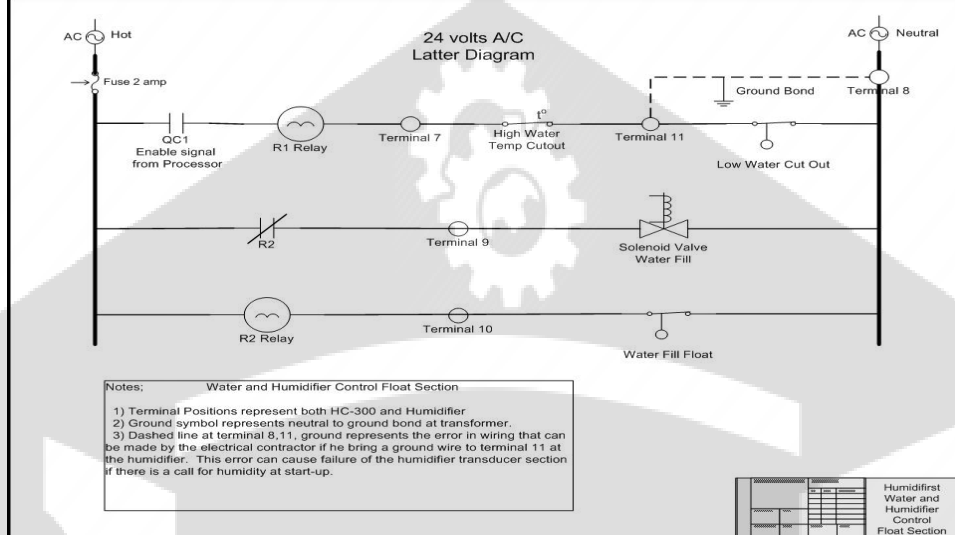 AC Hot
24 volts A/C
Latter Diagram
AC Neutral
Fuse 2 amp
Ground Bond
Terminal 8
QC1
Enable signal
from Processor
R1 Relay
Terminal 7
t°
High Water
Temp Cutout
Terminal 11
Low Water Cut Out
R2
Terminal 9
Solenoid Valve
Water Fill
R2 Relay
Terminal 10
Water Fill Float
Notes; Water and Humidifier Control Float Section
1) Terminal Positions represent both HC-300 and Humidifier
2) Ground symbol represents neutral to ground bond at transformer.
3) Dashed line at terminal 8,11, ground represents the error in wiring that can
be made by the electrical contractor if he bring a ground wire to terminal 11 at
the humidifier. This error can cause failure of the humidifier transducer section
if there is a call for humidity at start-up.
Humidifirst
Water and
Humidifier
Control
Float Section